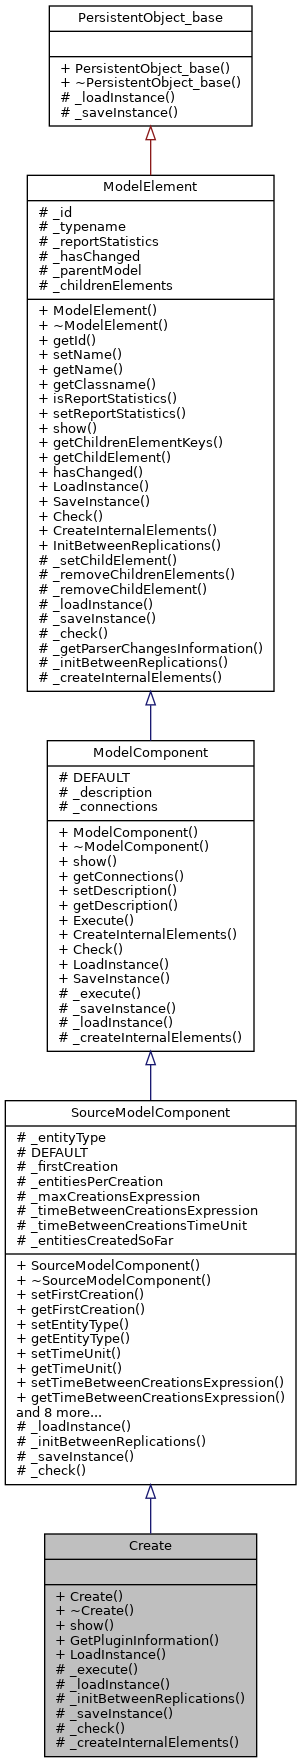 PersistentObject_base
+ PersistentObject_base()
+ ~PersistentObject_base()
# _loadInstance()
# _saveInstance()
ModelElement
# _id
# _typename
# _reportStatistics
# _hasChanged
# _parentModel
# _childrenElements
+ ModelElement()
+ ~ModelElement()
+ getId()
+ setName()
+ getName()
+ getClassname()
+ isReportStatistics()
+ setReportStatistics()
+ show()
+ getChildrenElementKeys()
+ getChildElement()
+ hasChanged()
+ LoadInstance()
+ SaveInstance()
+ Check()
+ CreateInternalElements()
+ InitBetweenReplications()
# _setChildElement()
# _removeChildrenElements()
# _removeChildElement()
# _loadInstance()
# _saveInstance()
# _check()
# _getParserChangesInformation()
# _initBetweenReplications()
# _createInternalElements()
ModelComponent
# DEFAULT
# _description
# _connections
+ ModelComponent()
+ ~ModelComponent()
+ show()
+ getConnections()
+ setDescription()
+ getDescription()
+ Execute()
+ CreateInternalElements()
+ Check()
+ LoadInstance()
+ SaveInstance()
# _execute()
# _saveInstance()
# _loadInstance()
# _createInternalElements()
SourceModelComponent
# _entityType
# DEFAULT
# _firstCreation
# _entitiesPerCreation
# _maxCreationsExpression
# _timeBetweenCreationsExpression
# _timeBetweenCreationsTimeUnit
# _entitiesCreatedSoFar
+ SourceModelComponent()
+ ~SourceModelComponent()
+ setFirstCreation()
+ getFirstCreation()
+ setEntityType()
+ getEntityType()
+ setTimeUnit()
+ getTimeUnit()
+ setTimeBetweenCreationsExpression()
+ getTimeBetweenCreationsExpression()
and 8 more...
# _loadInstance()
# _initBetweenReplications()
# _saveInstance()
# _check()
Create
+ Create()
+ ~Create()
+ show()
+ GetPluginInformation()
+ LoadInstance()
# _execute()
# _loadInstance()
# _initBetweenReplications()
# _saveInstance()
# _check()
# _createInternalElements()